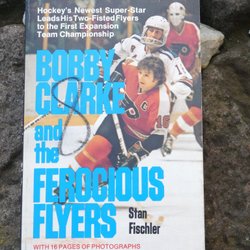 Hockey's Newest Super-Star
Leads His Two-Fisted Flyers
to the First Expansion
Team Championship
BOBBY
CLARKE
and
the
FEROCIOUS
FLYERS
Stan
Fischler
WITH 16 PAGES OF PHOTOGRAPHS